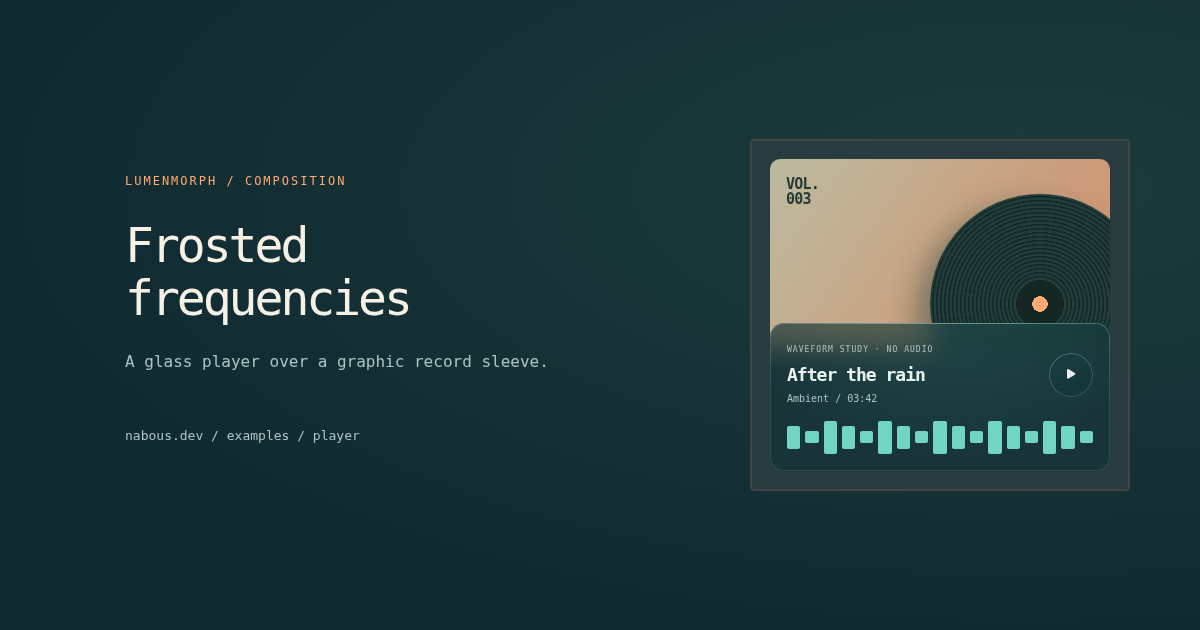 LUMENMORPH / COMPOSITION
Frosted
frequencies
A glass player over a graphic record sleeve.
nabous.dev / examples / player
VOL.
003
WAVEFORM STUDY · NO AUDIO
After the rain
Ambient / 03:42